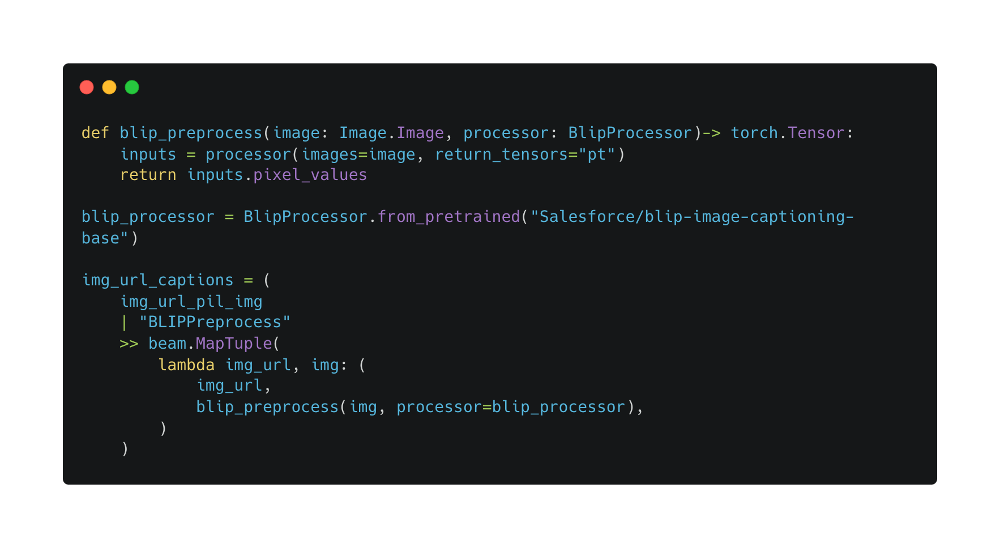 def blip_preprocess(image: Image.Image, processor: BlipProcessor)-> torch.Tensor:
    inputs = processor(images=image, return_tensors="pt")
    return inputs.pixel_values

blip_processor = BlipProcessor.from_pretrained("Salesforce/blip-image-captioning-
base")

img_url_captions = (
    img_url_pil_img
    | "BLIPPreprocess"
    >> beam.MapTuple(
        lambda img_url, img: (
            img_url,
            blip_preprocess(img, processor=blip_processor),
        )
    )